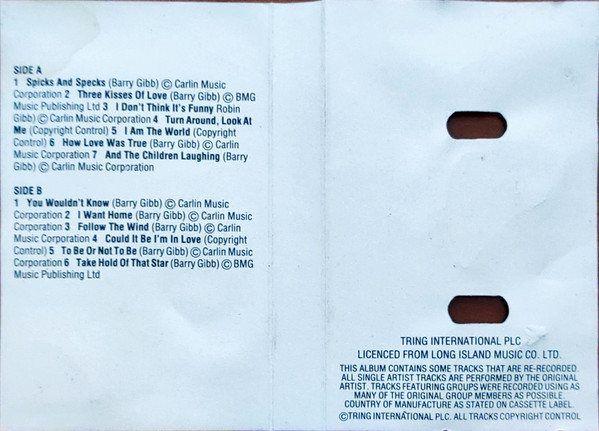 SIDE A
1 Spicks And Specks (Barry Gibb) © Carlin Music
Corporation 2 Three Kisses Of Love (Barry Gibb) © BMG
Music Publishing Ltd 3 I Don't Think It's Funny Robin
Gibb) © Carlin Music Corporation 4 Turn Around, Look At
Me (Copyright Control) 5 I Am The World (Copyright
Control) 6 How Love Was True (Barry Gibb) © Carlin
Music Corporation 7 And The Children Laughing (Barry
Gibb) © Carlin Music Corporation
SIDE B
1 You Wouldn't Know (Barry Gibb) © Carlin Music
Corporation 2 I Want Home (Barry Gibb) © Carlin Music
Corporation 3 Follow The Wind (Barry Gibb) © Carlin
Music Corporation 4 Could It Be I'm In Love (Copyright
Control) 5 To Be Or Not To Be (Barry Gibb) © Carlin Music
Corporation 6 Take Hold Of That Star (Barry Gibb) © BMG
Music Publishing Ltd
TRING INTERNATIONAL PLC
LICENCED FROM LONG ISLAND MUSIC CO. LTD.
THIS ALBUM CONTAINS SOME TRACKS THAT ARE RE-RECORDED.
ALL SINGLE ARTIST TRACKS ARE PERFORMED BY THE ORIGINAL
ARTIST. TRACKS FEATURING GROUPS WERE RECORDED USING AS
MANY OF THE ORIGINAL GROUP MEMBERS AS POSSIBLE.
COUNTRY OF MANUFACTURE AS STATED ON CASSETTE LABEL.
©TRING INTERNATIONAL PLC. ALL TRACKS COPYRIGHT CONTROL